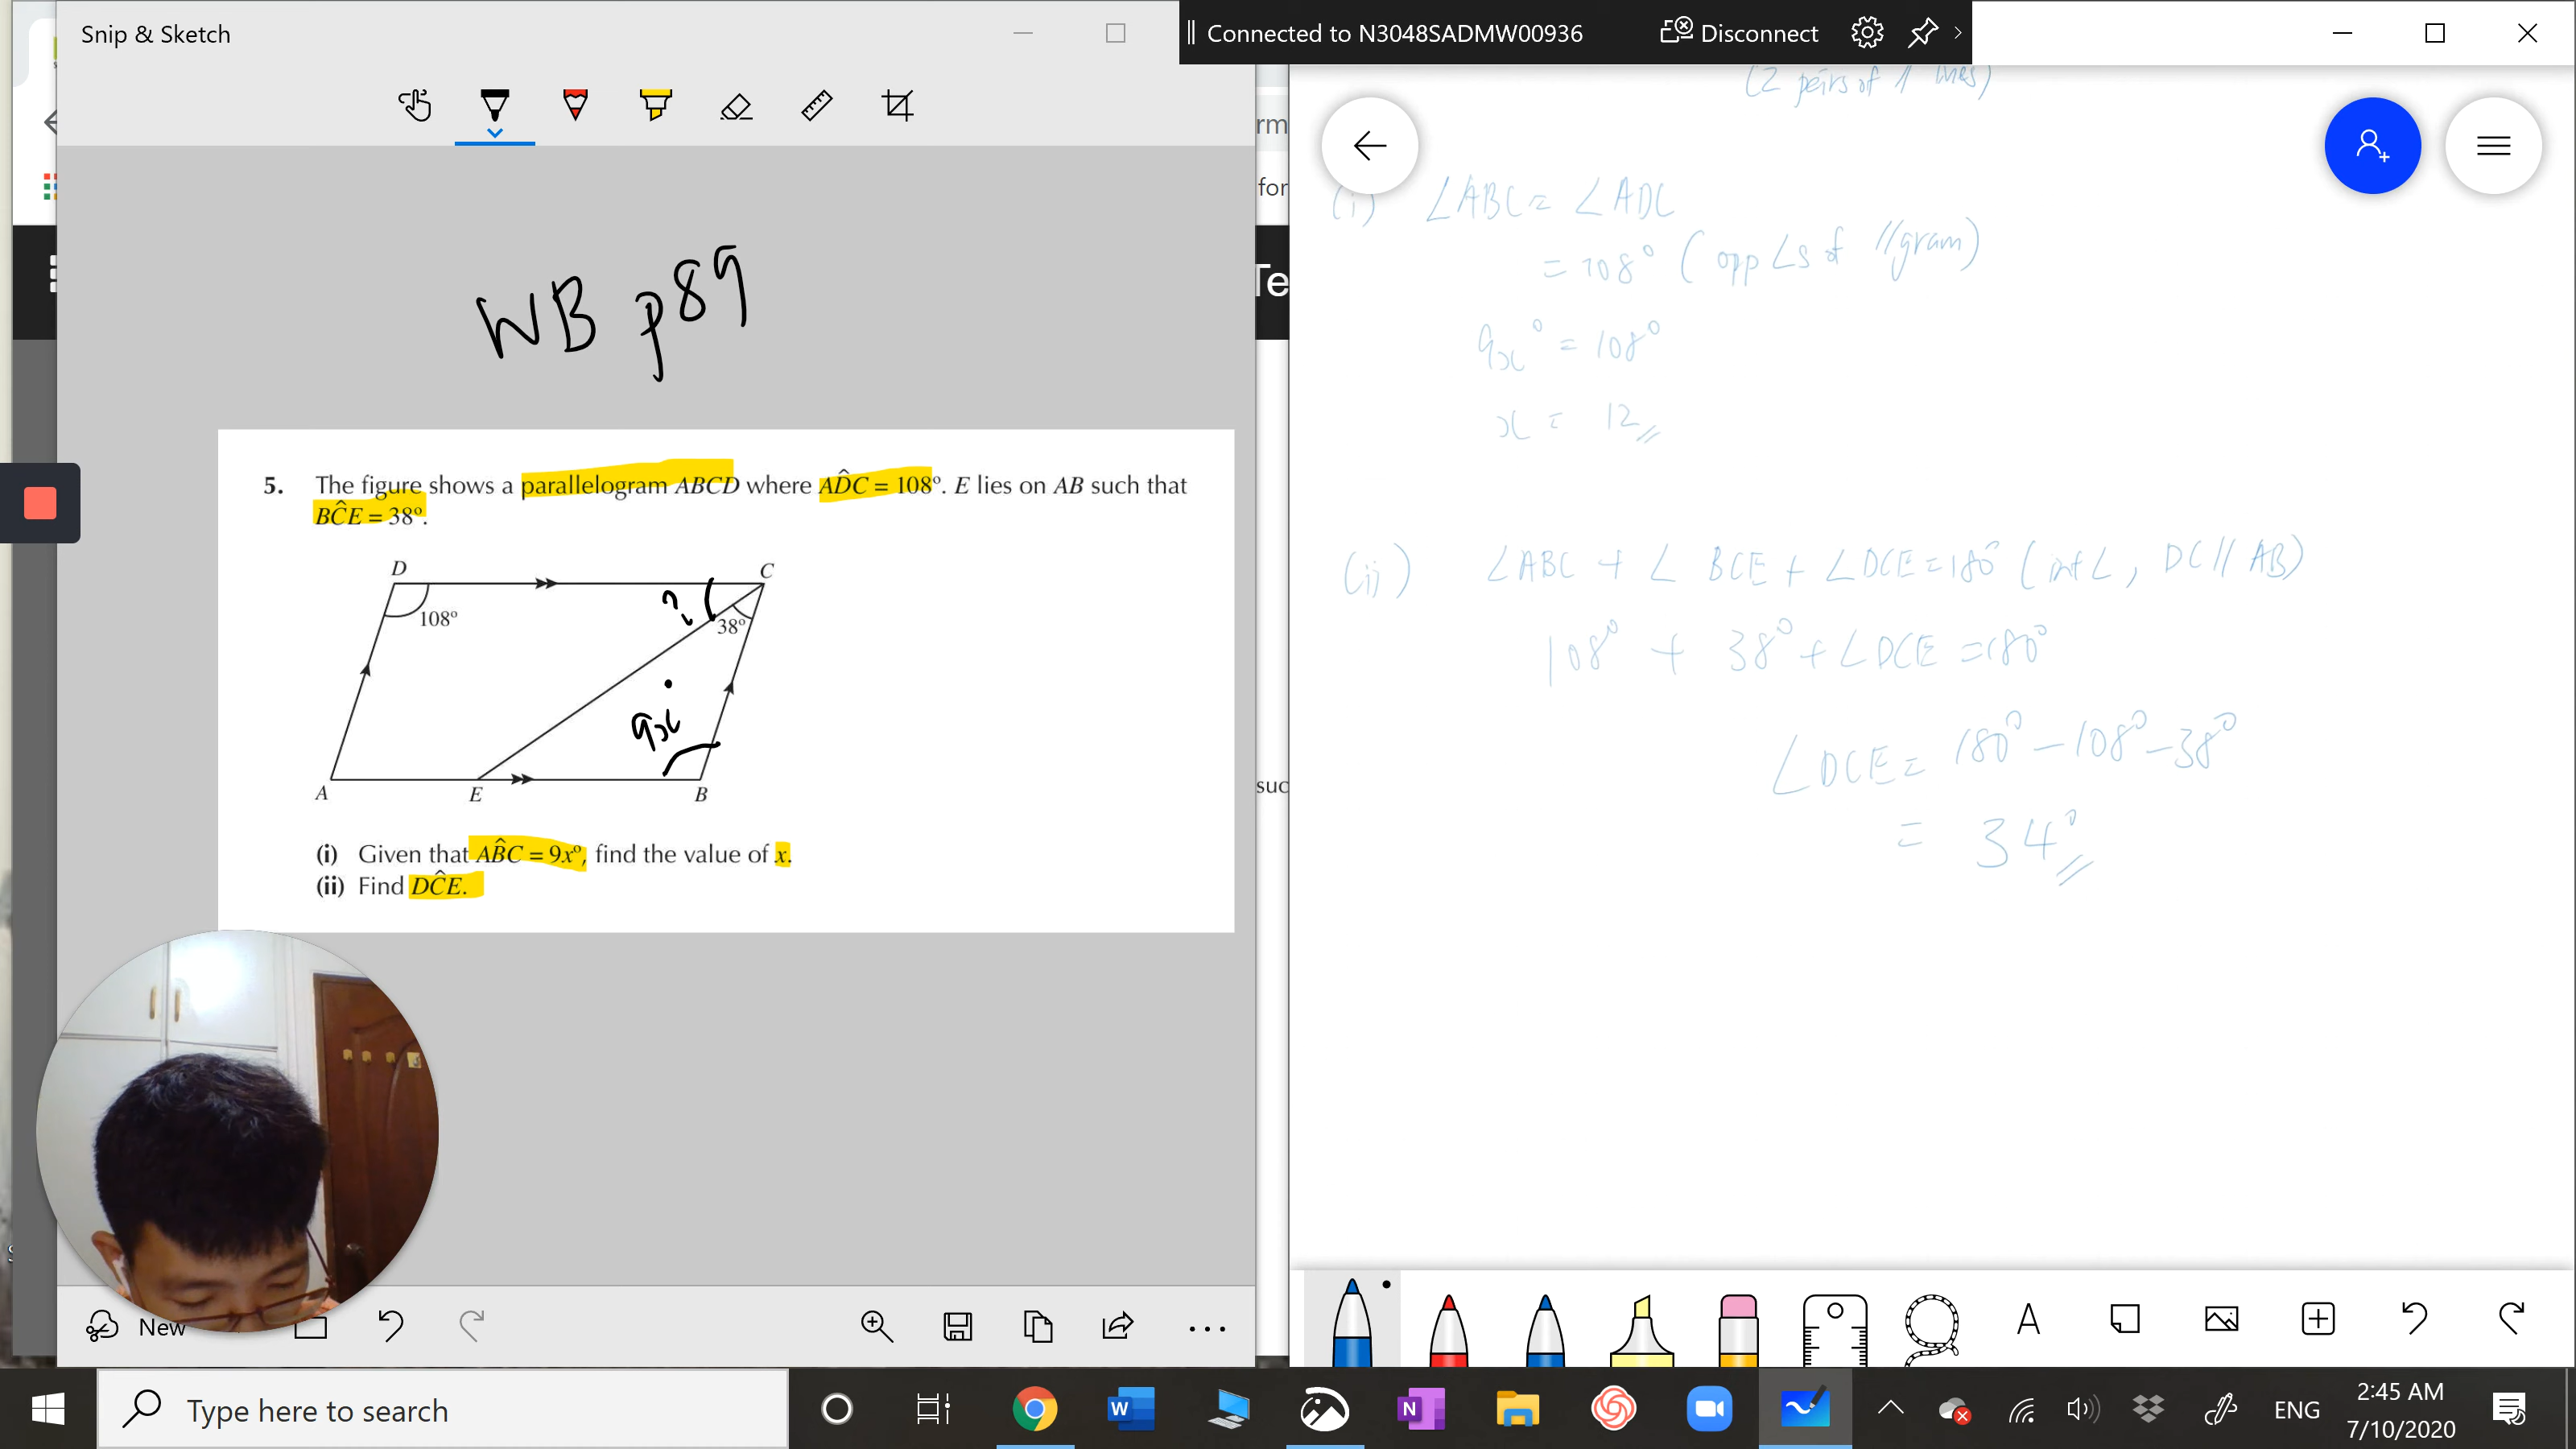 Snip & Sketch
Connected to N3048SADMW00936
Disconnect
WB p89
5. The figure shows a parallelogram ABCD where AD̂C = 108°. E lies on AB such that
BĈE = 38°.
D
C
108°
?
38°
9x
A
E
B
(i) Given that AB̂C = 9x°, find the value of x.
(ii) Find DĈE.
New
rm
for
Te
suc
(2 pairs of // lines)
(i) ∠ABC = ∠ADC
= 108° (opp ∠s of //gram)
9x° = 108°
x = 12
(ii) ∠ABC + ∠BCE + ∠DCE = 180° (int ∠, DC // AB)
108° + 38° + ∠DCE = 180°
∠DCE = 180° - 108° - 38°
= 34°
Type here to search
ENG
2:45 AM
7/10/2020